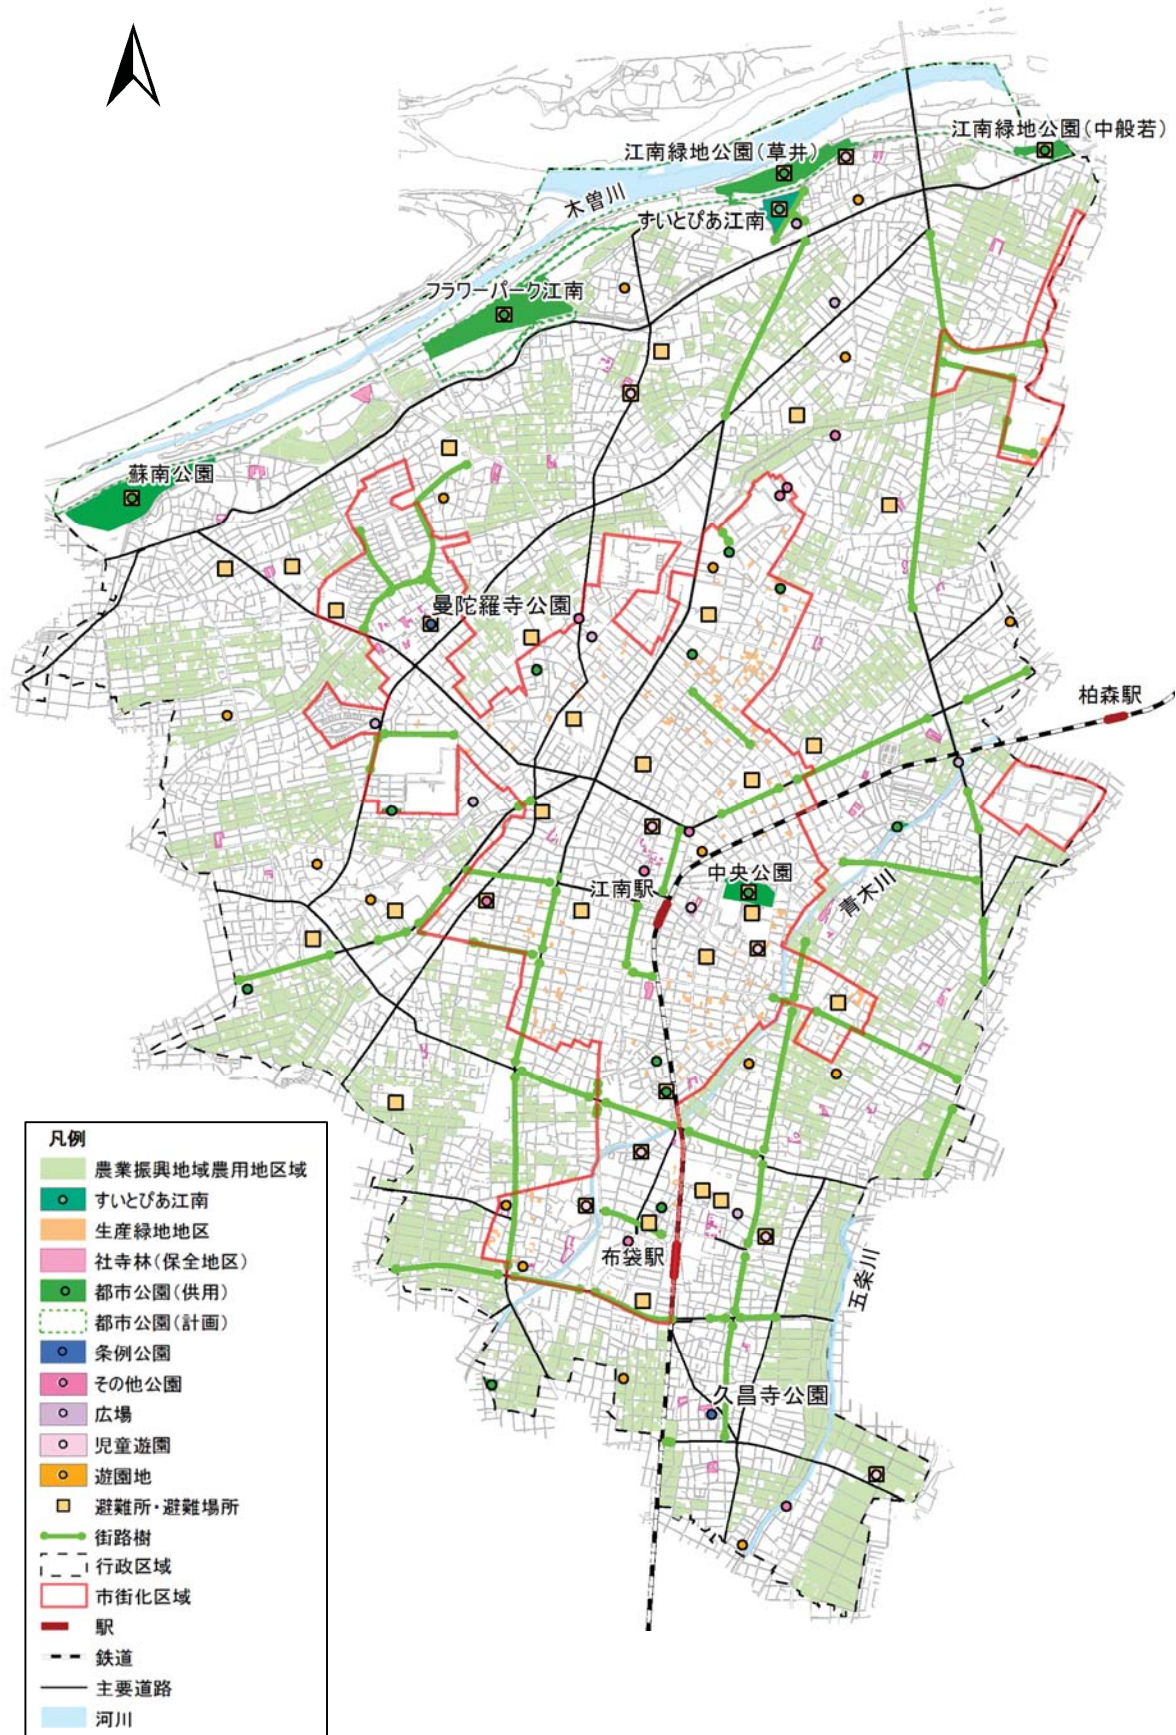 江南緑地公園(中般若)
江南緑地公園(草井)
木曽川
すいとぴあ江南
フラワーパーク江南
蘇南公園
曼陀羅寺公園
柏森駅
中央公園
江南駅
青木川
布袋駅
五条川
久昌寺公園
凡例
農業振興地域農用地区域
すいとぴあ江南
生産緑地地区
社寺林(保全地区)
都市公園(供用)
都市公園(計画)
条例公園
その他公園
広場
児童遊園
遊園地
避難所・避難場所
街路樹
行政区域
市街化区域
駅
鉄道
主要道路
河川